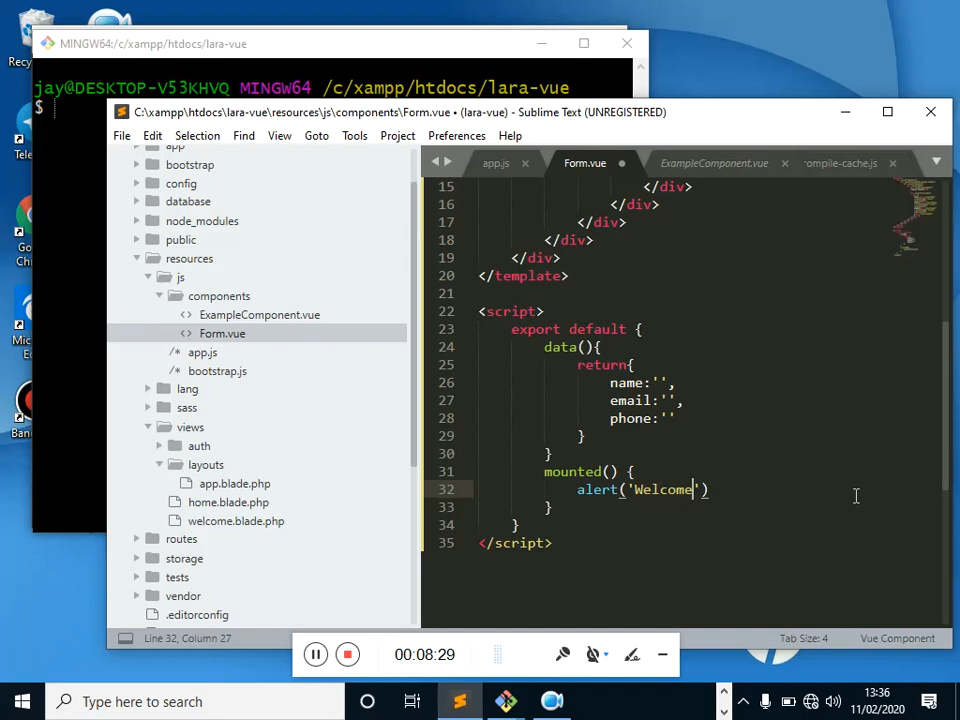 Recy
MINGW64:/c/xampp/htdocs/lara-vue
jay@DESKTOP-V53KHVQ MINGW64 /c/xampp/htdocs/lara-vue
$
Tele
Go
Chr
Mic
Ed
Ban
C:\xampp\htdocs\lara-vue\resources\js\components\Form.vue • (lara-vue) - Sublime Text (UNREGISTERED)
File Edit Selection Find View Goto Tools Project Preferences Help
app
bootstrap
config
database
node_modules
public
resources
js
components
<> ExampleComponent.vue
<> Form.vue
/* app.js
/* bootstrap.js
lang
sass
views
auth
layouts
app.blade.php
home.blade.php
welcome.blade.php
routes
storage
tests
vendor
.editorconfig
app.js Form.vue ExampleComponent.vue ompile-cache.js
15 </div>
16 </div>
17 </div>
18 </div>
19 </div>
20 </template>
21
22 <script>
23 export default {
24 data(){
25 return{
26 name:'',
27 email:'',
28 phone:''
29 }
30 }
31 mounted() {
32 alert('Welcome')
33 }
34 }
35 </script>
Line 32, Column 27
Tab Size: 4 Vue Component
00:08:29
Type here to search
13:36
11/02/2020